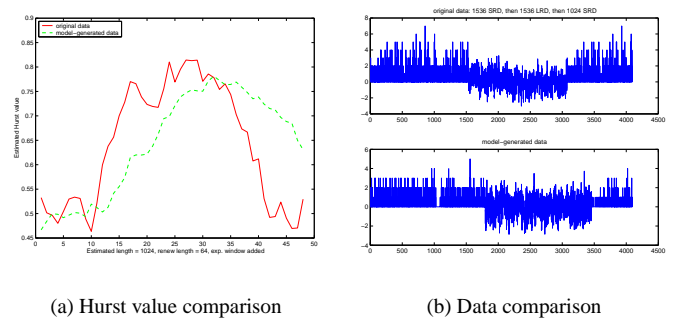 original data
model-generated data
0.9
0.85
0.8
0.75
0.7
0.65
0.6
0.55
0.5
0.45
Estimated Hurst value
0 5 10 15 20 25 30 35 40 45 50
Estimated length = 1024, renew length = 64, exp. window added
(a) Hurst value comparison
original data: 1536 SRD, then 1536 LRD, then 1024 SRD
8
6
4
2
0
-2
-4
0 500 1000 1500 2000 2500 3000 3500 4000 4500
model-generated data
6
4
2
0
-2
-4
0 500 1000 1500 2000 2500 3000 3500 4000 4500
(b) Data comparison